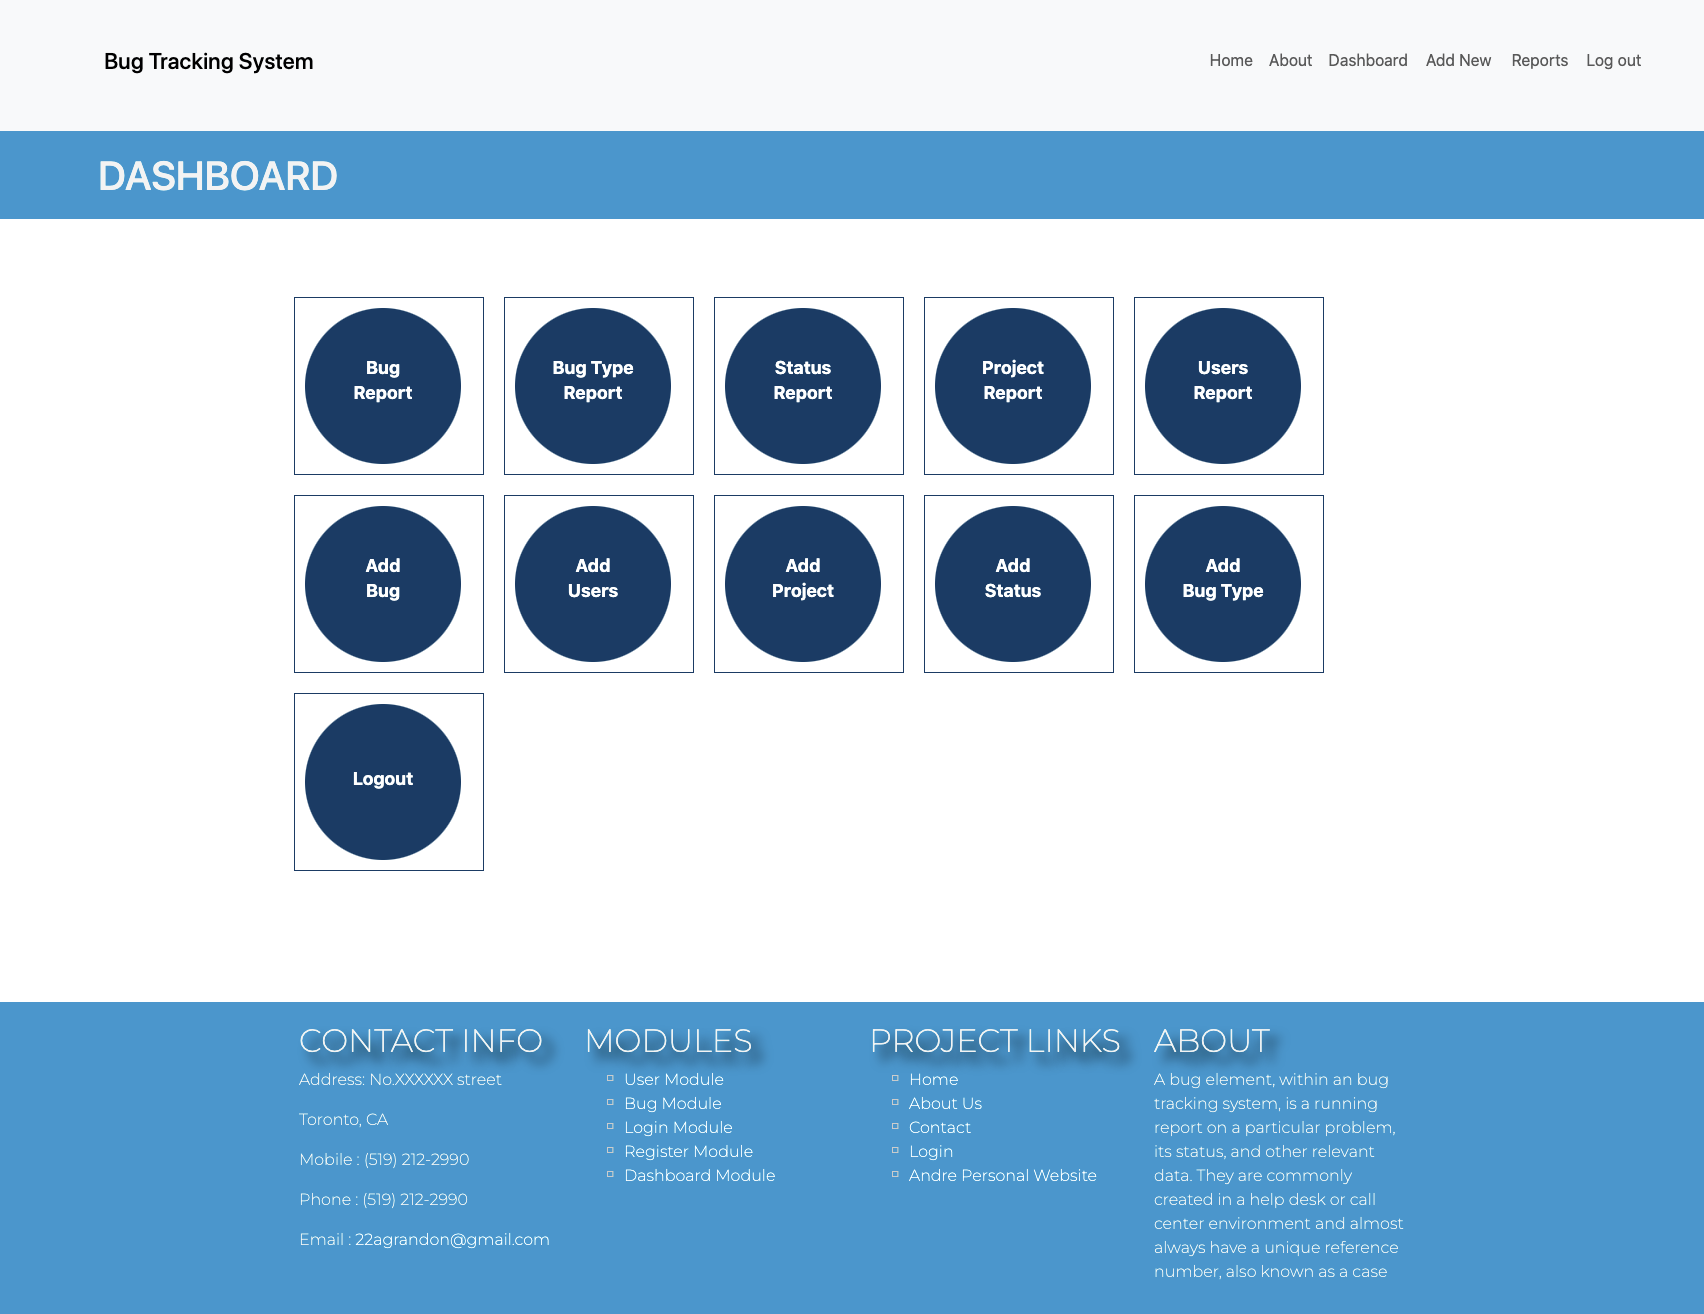 Bug Tracking System
Home About Dashboard Add New Reports Log out
DASHBOARD
Bug
Report
Bug Type
Report
Status
Report
Project
Report
Users
Report
Add
Bug
Add
Users
Add
Project
Add
Status
Add
Bug Type
Logout
CONTACT INFO
Address: No.XXXXXX street
Toronto, CA
Mobile : (519) 212-2990
Phone : (519) 212-2990
Email : 22agrandon@gmail.com
MODULES
User Module
Bug Module
Login Module
Register Module
Dashboard Module
PROJECT LINKS
Home
About Us
Contact
Login
Andre Personal Website
ABOUT
A bug element, within an bug
tracking system, is a running
report on a particular problem,
its status, and other relevant
data. They are commonly
created in a help desk or call
center environment and almost
always have a unique reference
number, also known as a case